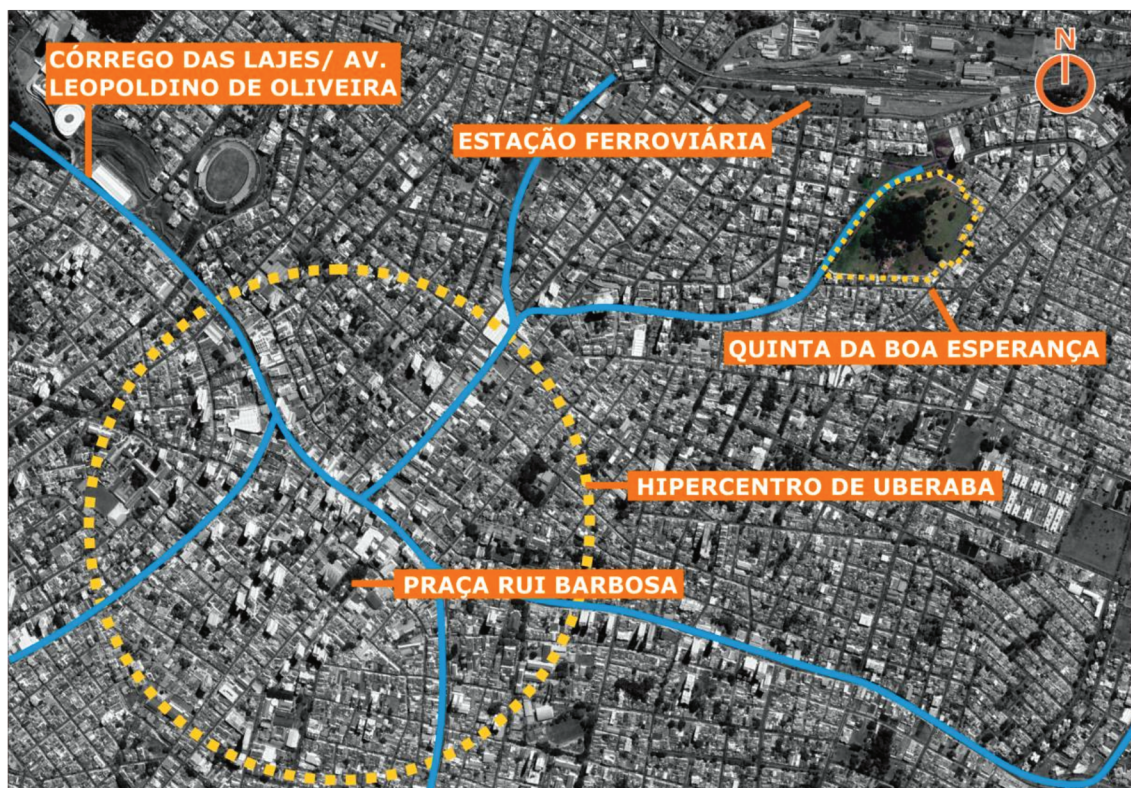 CÓRREGO DAS LAJES/ AV.
LEOPOLDINO DE OLIVEIRA
N
ESTAÇÃO FERROVIÁRIA
QUINTA DA BOA ESPERANÇA
HIPERCENTRO DE UBERABA
PRAÇA RUI BARBOSA